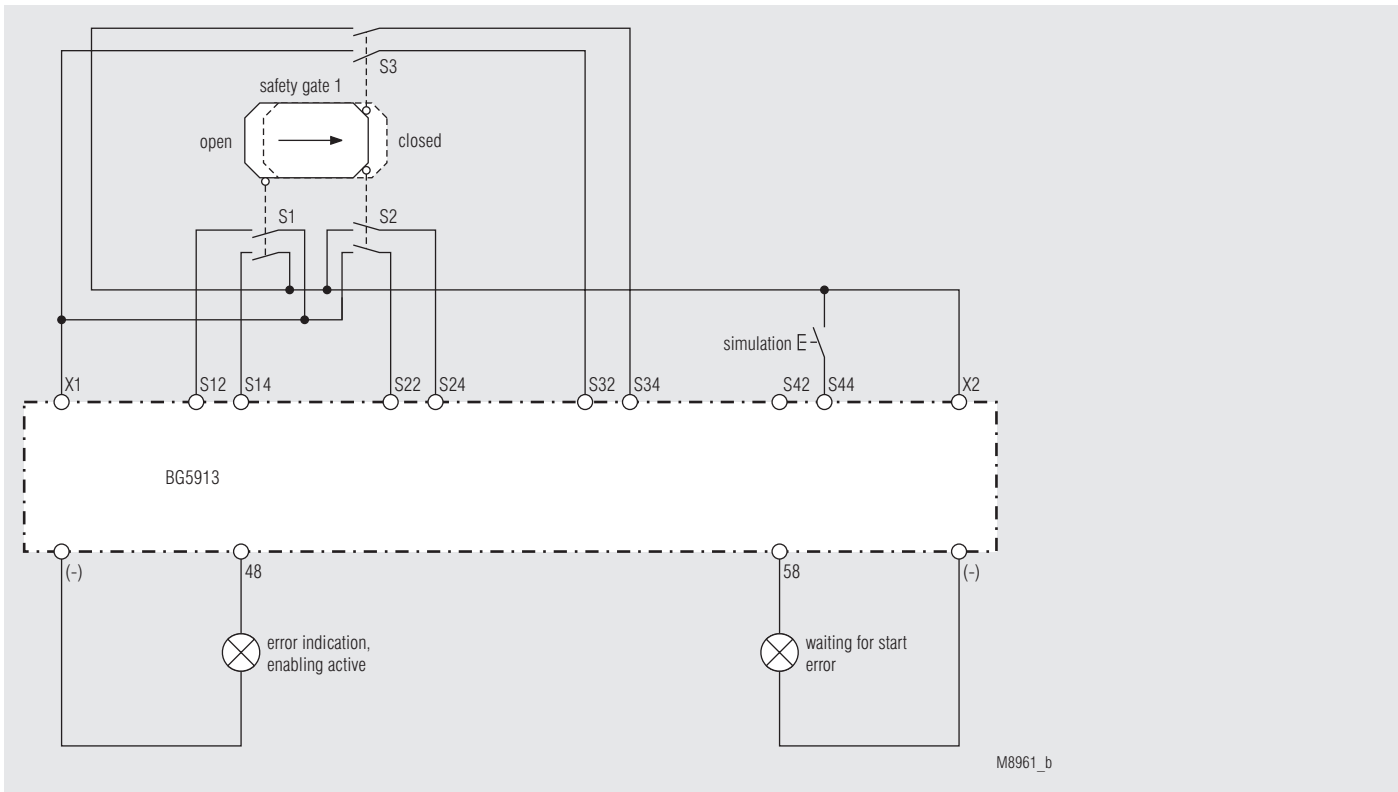 S3
safety gate 1
open
closed
S1
S2
simulation
X1
S12
S14
S22
S24
S32
S34
S42
S44
X2
BG5913
(-)
48
58
(-)
error indication,
enabling active
waiting for start
error
M8961_b